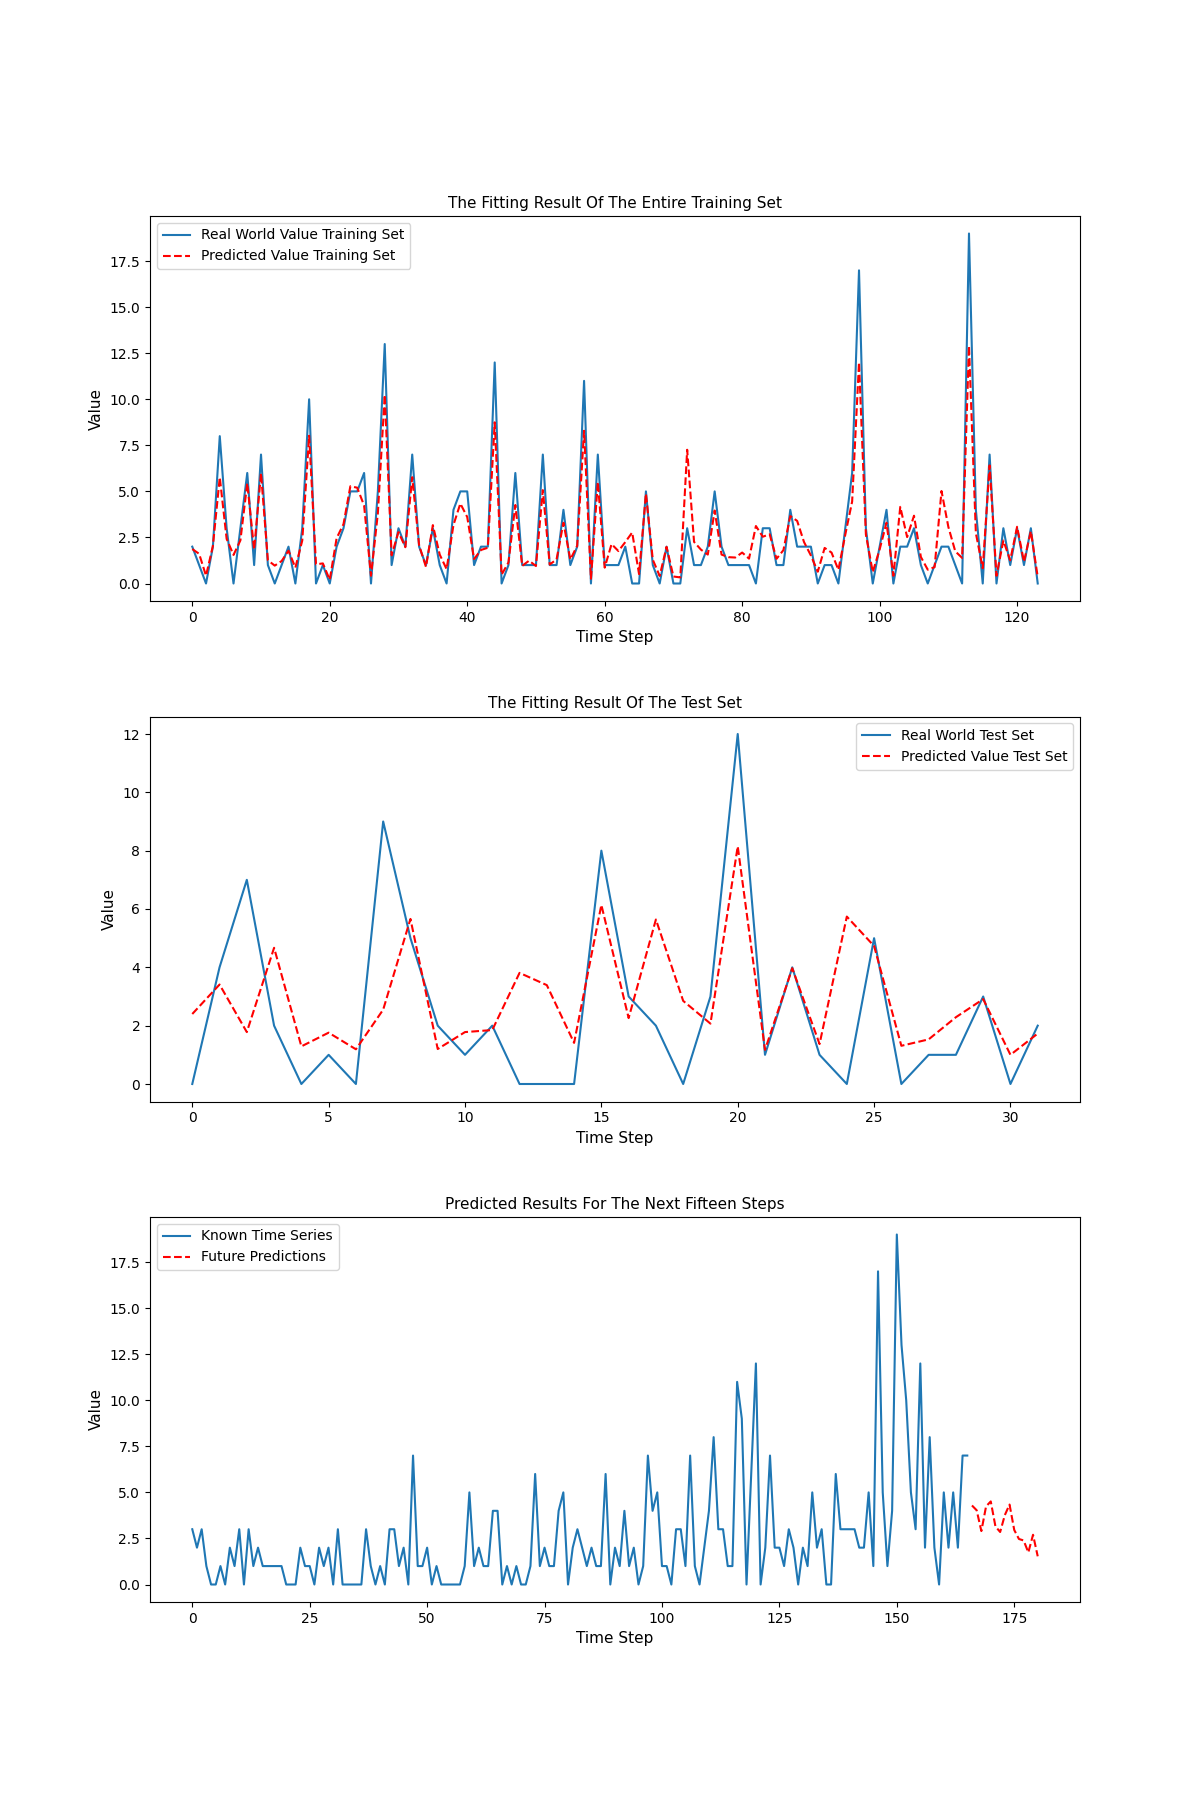 The Fitting Result Of The Entire Training Set
Real World Value Training Set
Predicted Value Training Set
Value
17.5
15.0
12.5
10.0
7.5
5.0
2.5
0.0
0 20 40 60 80 100 120
Time Step
The Fitting Result Of The Test Set
Real World Test Set
Predicted Value Test Set
Value
12
10
8
6
4
2
0
0 5 10 15 20 25 30
Time Step
Predicted Results For The Next Fifteen Steps
Known Time Series
Future Predictions
Value
17.5
15.0
12.5
10.0
7.5
5.0
2.5
0.0
0 25 50 75 100 125 150 175
Time Step